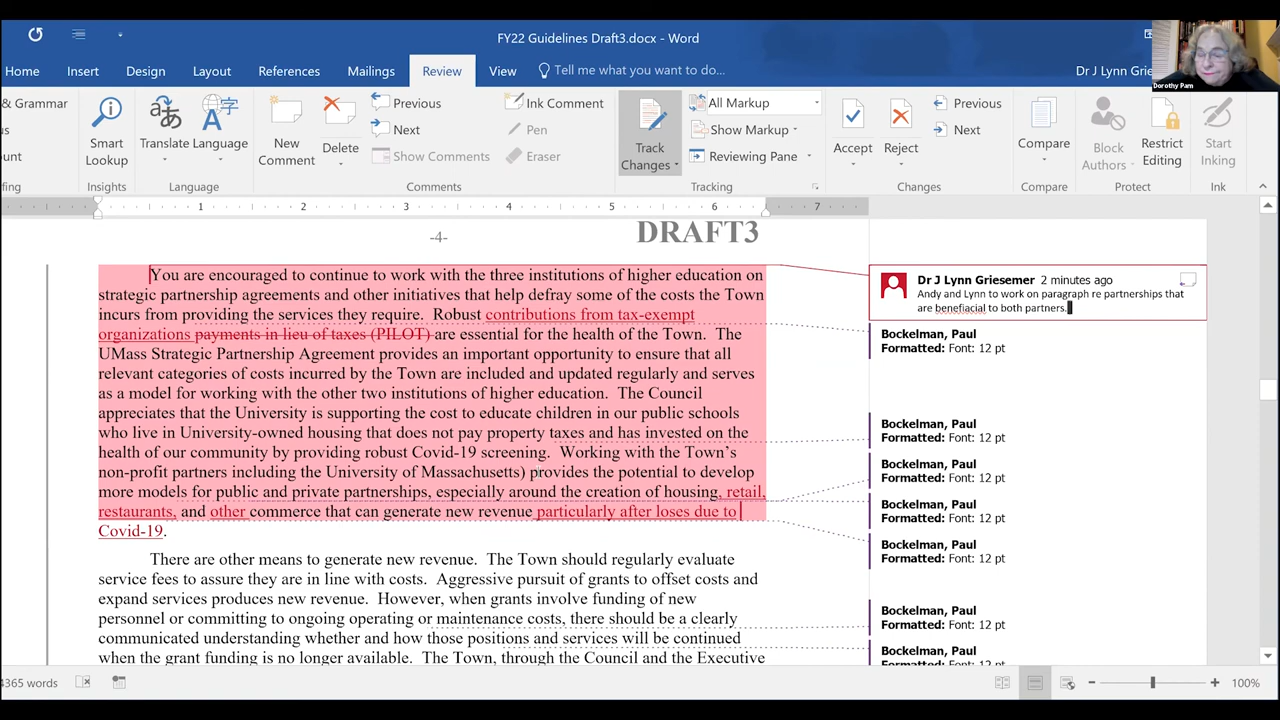 FY22 Guidelines Draft3.docx - Word
Home Insert Design Layout References Mailings Review View Tell me what you want to do...
Dr J Lynn
Dorothy Pam
& Grammar
Smart Lookup
Insights
Translate Language
Language
New Comment
Delete
Previous
Next
Show Comments
Comments
Ink Comment
Pen
Eraser
Track Changes
All Markup
Show Markup
Reviewing Pane
Tracking
Accept
Reject
Previous
Next
Changes
Compare
Compare
Block Authors
Restrict Editing
Protect
Start Inking
Ink
1 2 3 4 5 6 7
-4-
DRAFT3
You are encouraged to continue to work with the three institutions of higher education on
strategic partnership agreements and other initiatives that help defray some of the costs the Town
incurs from providing the services they require. Robust contributions from tax-exempt
organizations payments in lieu of taxes (PILOT) are essential for the health of the Town. The
UMass Strategic Partnership Agreement provides an important opportunity to ensure that all
relevant categories of costs incurred by the Town are included and updated regularly and serves
as a model for working with the other two institutions of higher education. The Council
appreciates that the University is supporting the cost to educate children in our public schools
who live in University-owned housing that does not pay property taxes and has invested on the
health of our community by providing robust Covid-19 screening. Working with the Town's
non-profit partners including the University of Massachusetts) provides the potential to develop
more models for public and private partnerships, especially around the creation of housing, retail,
restaurants, and other commerce that can generate new revenue particularly after loses due to
Covid-19.
There are other means to generate new revenue. The Town should regularly evaluate
service fees to assure they are in line with costs. Aggressive pursuit of grants to offset costs and
expand services produces new revenue. However, when grants involve funding of new
personnel or committing to ongoing operating or maintenance costs, there should be a clearly
communicated understanding whether and how those positions and services will be continued
when the grant funding is no longer available. The Town, through the Council and the Executive
Dr J Lynn Griesemer 2 minutes ago
Andy and Lynn to work on paragraph re partnerships that
are benefiacial to both partners.
Bockelman, Paul
Formatted: Font: 12 pt
Bockelman, Paul
Formatted: Font: 12 pt
Bockelman, Paul
Formatted: Font: 12 pt
Bockelman, Paul
Formatted: Font: 12 pt
Bockelman, Paul
Formatted: Font: 12 pt
Bockelman, Paul
Formatted: Font: 12 pt
Bockelman, Paul
Formatted: Font: 12 pt
4365 words
100%